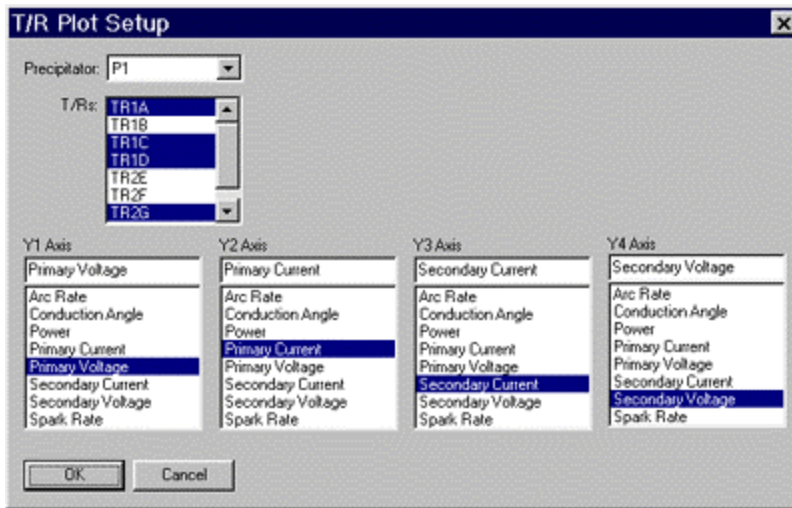 T/R Plot Setup
Precipitator: P1
T/Rs: TR1A
TR1B
TR1C
TR1D
TR2E
TR2F
TR2G
Y1 Axis
Primary Voltage
Arc Rate
Conduction Angle
Power
Primary Current
Primary Voltage
Secondary Current
Secondary Voltage
Spark Rate
Y2 Axis
Primary Current
Arc Rate
Conduction Angle
Power
Primary Current
Primary Voltage
Secondary Current
Secondary Voltage
Spark Rate
Y3 Axis
Secondary Current
Arc Rate
Conduction Angle
Power
Primary Current
Primary Voltage
Secondary Current
Secondary Voltage
Spark Rate
Y4 Axis
Secondary Voltage
Arc Rate
Conduction Angle
Power
Primary Current
Primary Voltage
Secondary Current
Secondary Voltage
Spark Rate
OK
Cancel